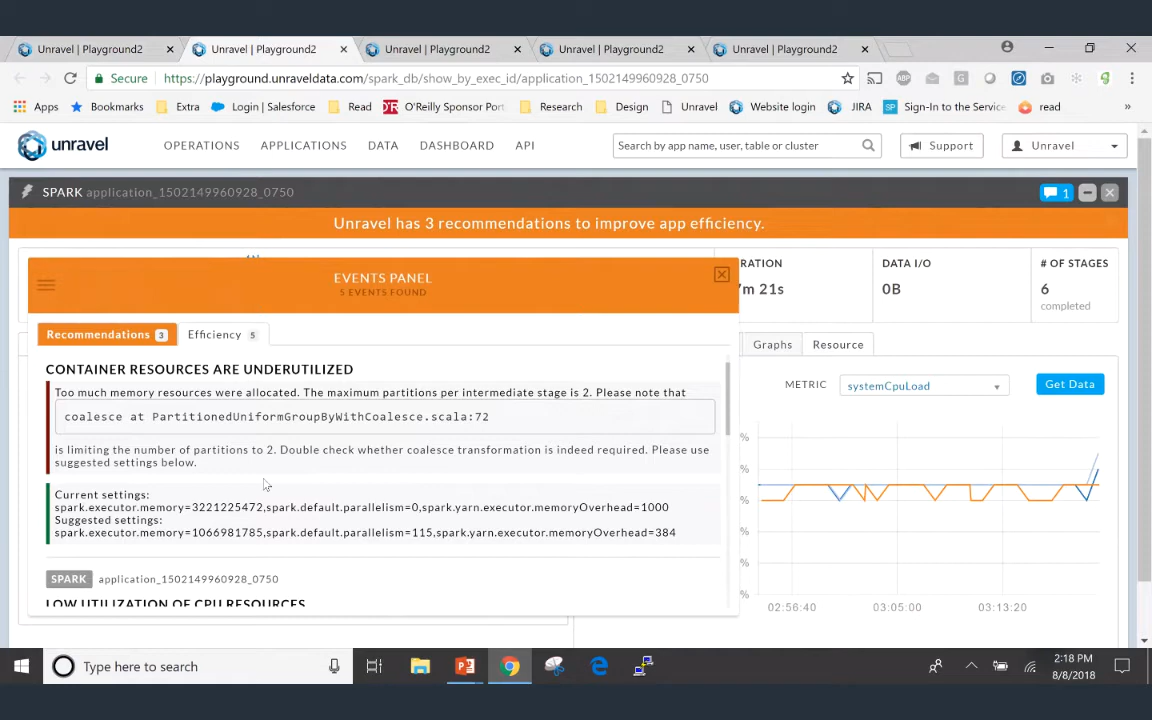 Unravel | Playground2
Unravel | Playground2
Unravel | Playground2
Unravel | Playground2
Unravel | Playground2
Secure
https://playground.unraveldata.com/spark_db/show_by_exec_id/application_1502149960928_0750
Apps
Bookmarks
Extra
Login | Salesforce
Read
O'Reilly Sponsor Port
Research
Design
Unravel
Website login
JIRA
SP
Sign-In to the Service
read
»
unravel
OPERATIONS
APPLICATIONS
DATA
DASHBOARD
API
Search by app name, user, table or cluster
Support
Unravel
SPARK application_1502149960928_0750
1
Unravel has 3 recommendations to improve app efficiency.
EVENTS PANEL
5 EVENTS FOUND
RATION
7m 21s
DATA I/O
0B
# OF STAGES
6
completed
Recommendations 3
Efficiency 5
CONTAINER RESOURCES ARE UNDERUTILIZED
Too much memory resources were allocated. The maximum partitions per intermediate stage is 2. Please note that
coalesce at PartitionedUniformGroupByWithCoalesce.scala:72
is limiting the number of partitions to 2. Double check whether coalesce transformation is indeed required. Please use
suggested settings below.
Current settings:
spark.executor.memory=3221225472,spark.default.parallelism=0,spark.yarn.executor.memoryOverhead=1000
Suggested settings:
spark.executor.memory=1066981785,spark.default.parallelism=115,spark.yarn.executor.memoryOverhead=384
SPARK application_1502149960928_0750
LOW UTILIZATION OF CPU RESOURCES
Graphs
Resource
METRIC
systemCpuLoad
Get Data
%
%
%
%
%
%
02:56:40
03:05:00
03:13:20
Type here to search
2:18 PM
8/8/2018